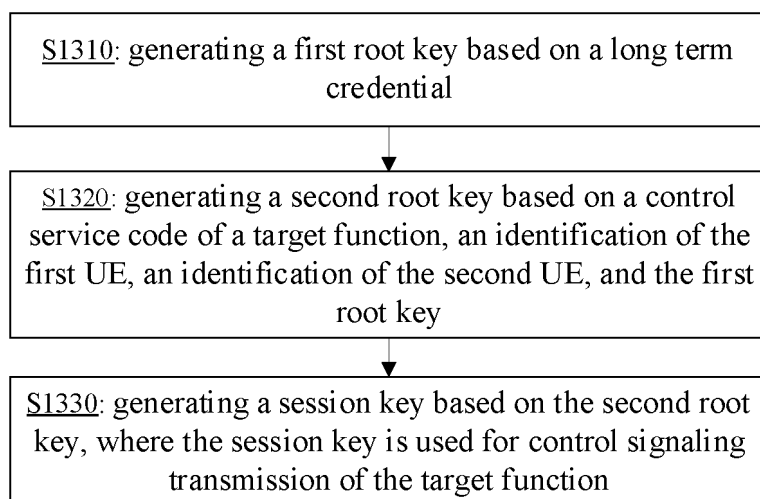 S1310: generating a first root key based on a long term
credential
S1320: generating a second root key based on a control
service code of a target function, an identification of the
first UE, an identification of the second UE, and the first
root key
S1330: generating a session key based on the second root
key, where the session key is used for control signaling
transmission of the target function